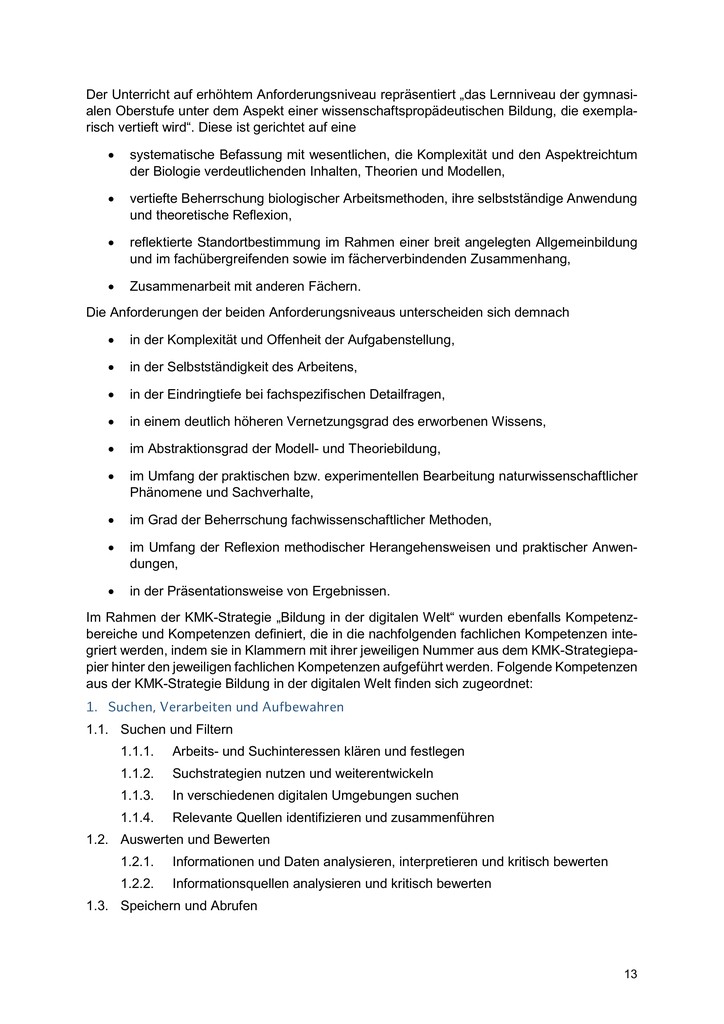 Der Unterricht auf erhöhtem Anforderungsniveau repräsentiert „das Lernniveau der gymnasi-
alen Oberstufe unter dem Aspekt einer wissenschaftspropädeutischen Bildung, die exempla-
risch vertieft wird“. Diese ist gerichtet auf eine
• systematische Befassung mit wesentlichen, die Komplexität und den Aspektreichtum
der Biologie verdeutlichenden Inhalten, Theorien und Modellen,
• vertiefte Beherrschung biologischer Arbeitsmethoden, ihre selbstständige Anwendung
und theoretische Reflexion,
• reflektierte Standortbestimmung im Rahmen einer breit angelegten Allgemeinbildung
und im fachübergreifenden sowie im fächerverbindenden Zusammenhang,
• Zusammenarbeit mit anderen Fächern.
Die Anforderungen der beiden Anforderungsniveaus unterscheiden sich demnach
• in der Komplexität und Offenheit der Aufgabenstellung,
• in der Selbstständigkeit des Arbeitens,
• in der Eindringtiefe bei fachspezifischen Detailfragen,
• in einem deutlich höheren Vernetzungsgrad des erworbenen Wissens,
• im Abstraktionsgrad der Modell- und Theoriebildung,
• im Umfang der praktischen bzw. experimentellen Bearbeitung naturwissenschaftlicher
Phänomene und Sachverhalte,
• im Grad der Beherrschung fachwissenschaftlicher Methoden,
• im Umfang der Reflexion methodischer Herangehensweisen und praktischer Anwen-
dungen,
• in der Präsentationsweise von Ergebnissen.
Im Rahmen der KMK-Strategie „Bildung in der digitalen Welt“ wurden ebenfalls Kompetenz-
bereiche und Kompetenzen definiert, die in die nachfolgenden fachlichen Kompetenzen inte-
griert werden, indem sie in Klammern mit ihrer jeweiligen Nummer aus dem KMK-Strategiepa-
pier hinter den jeweiligen fachlichen Kompetenzen aufgeführt werden. Folgende Kompetenzen
aus der KMK-Strategie Bildung in der digitalen Welt finden sich zugeordnet:
1. Suchen, Verarbeiten und Aufbewahren
1.1. Suchen und Filtern
1.1.1. Arbeits- und Suchinteressen klären und festlegen
1.1.2. Suchstrategien nutzen und weiterentwickeln
1.1.3. In verschiedenen digitalen Umgebungen suchen
1.1.4. Relevante Quellen identifizieren und zusammenführen
1.2. Auswerten und Bewerten
1.2.1. Informationen und Daten analysieren, interpretieren und kritisch bewerten
1.2.2. Informationsquellen analysieren und kritisch bewerten
1.3. Speichern und Abrufen
13